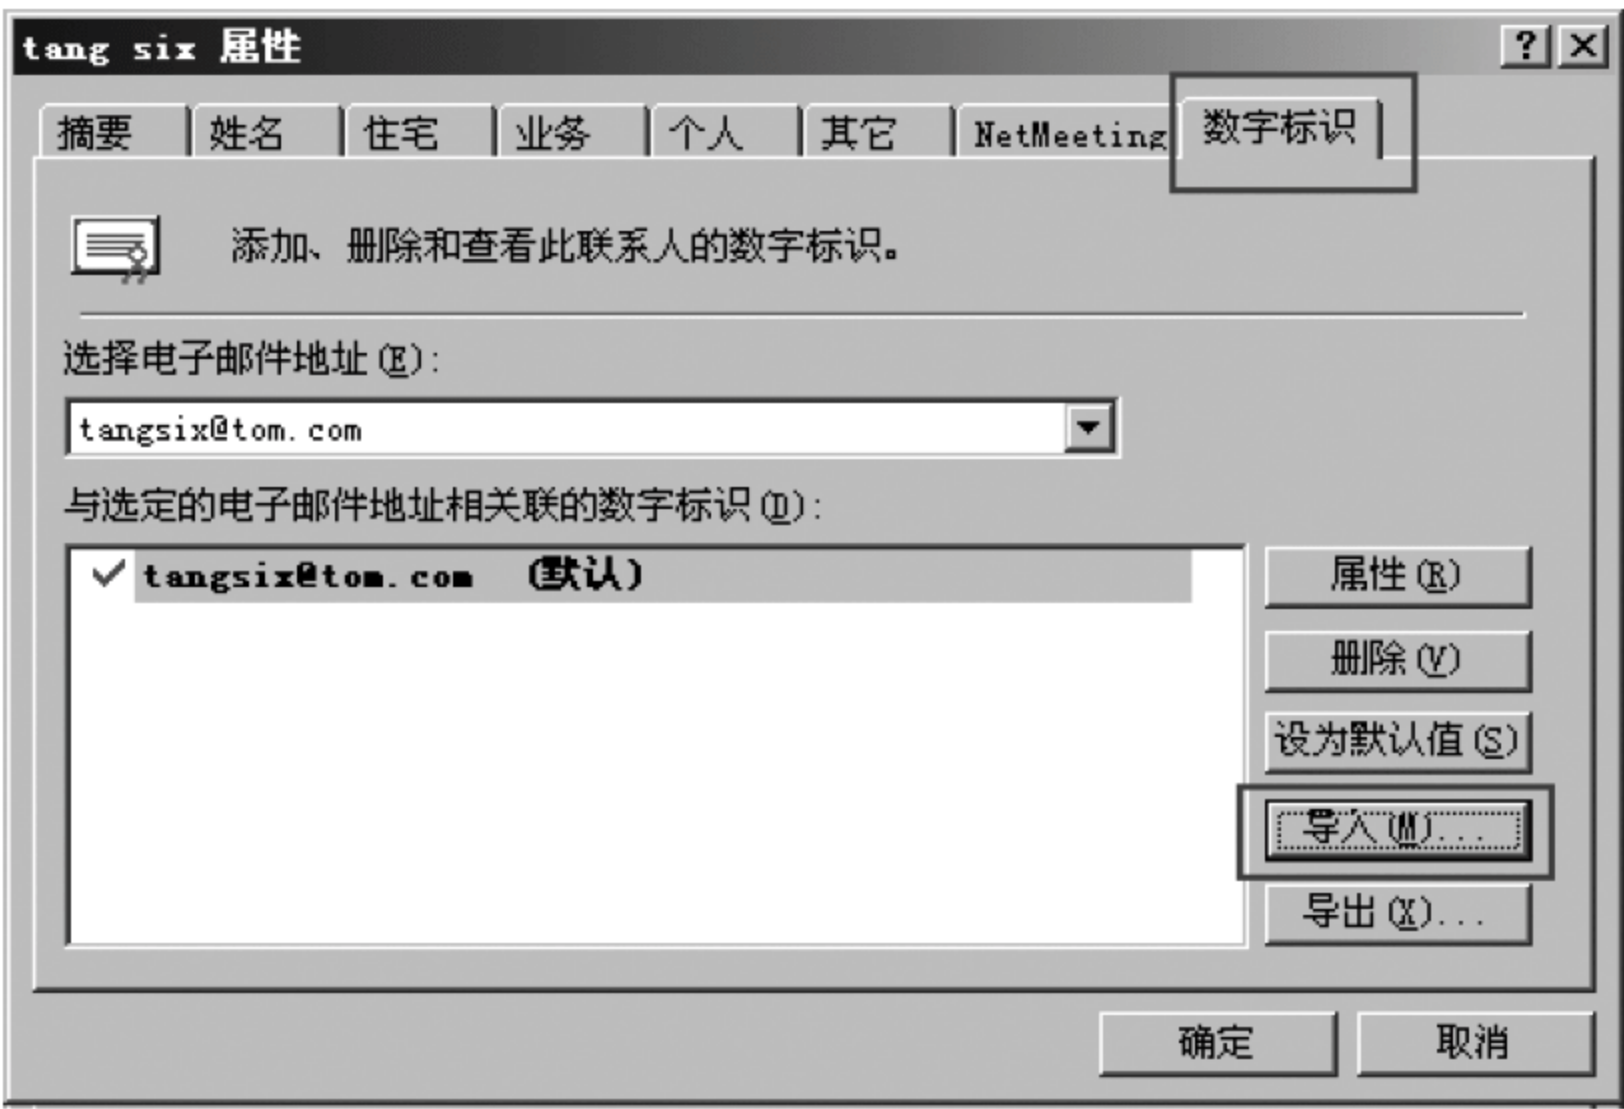 tang six 属性
摘要 姓名 住宅 业务 个人 其它 NetMeeting 数字标识
添加、删除和查看此联系人的数字标识。
选择电子邮件地址(E):
tangsix@tom.com
与选定的电子邮件地址相关联的数字标识(D):
tangsix@tom.com (默认)
属性(R)
删除(V)
设为默认值(S)
导入(M)...
导出(X)...
确定 取消